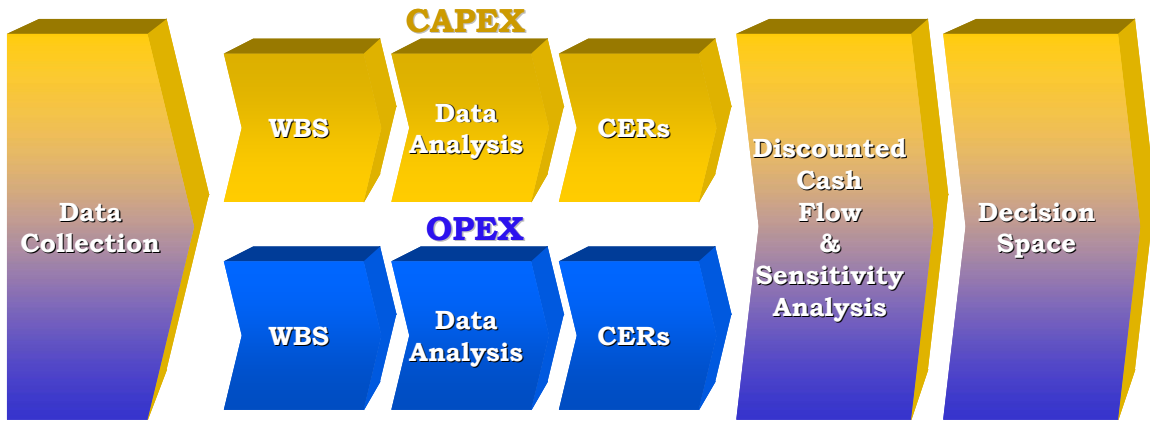 Data
Collection
CAPEX
WBS
Data
Analysis
CERs
OPEX
WBS
Data
Analysis
CERs
Discounted
Cash
Flow
&
Sensitivity
Analysis
Decision
Space